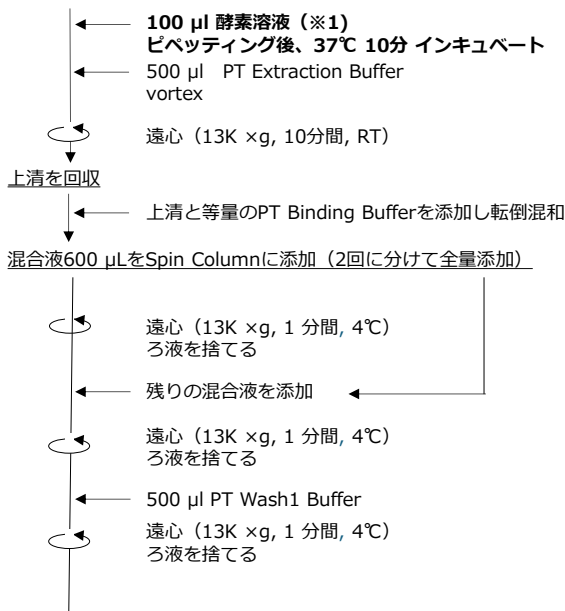 100 µl 酵素溶液（※1)
ピペッティング後、37℃ 10分 インキュベート
500 µl PT Extraction Buffer
vortex
遠心（13K ×g, 10分間, RT）
上清を回収
上清と等量のPT Binding Bufferを添加し転倒混和
混合液600 µLをSpin Columnに添加（2回に分けて全量添加）
遠心（13K ×g, 1 分間, 4℃）
ろ液を捨てる
残りの混合液を添加
遠心（13K ×g, 1 分間, 4℃）
ろ液を捨てる
500 µl PT Wash1 Buffer
遠心（13K ×g, 1 分間, 4℃）
ろ液を捨てる